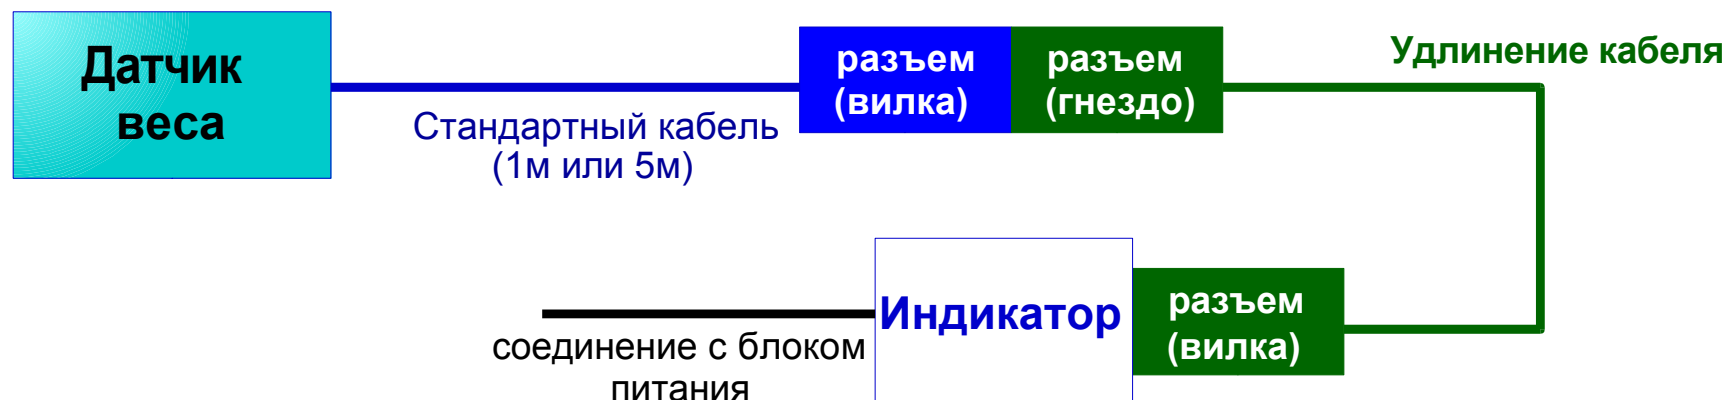 Датчик
веса
Стандартный кабель
(1м или 5м)
разъем
(вилка)
разъем
(гнездо)
Удлинение кабеля
Индикатор
разъем
(вилка)
соединение с блоком
питания